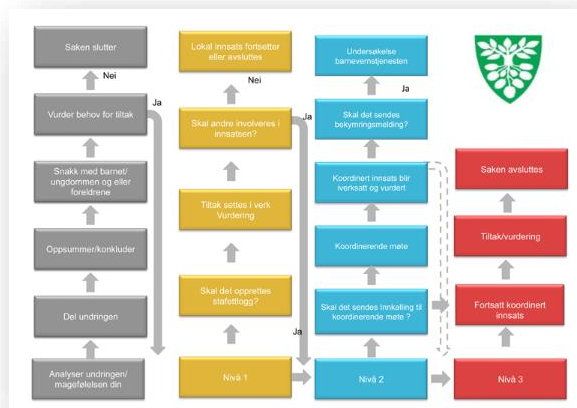 Saken slutter
Nei
Vurder behov for tiltak
Ja
Snakk med barnet/
ungdommen og eller
foreldrene
Oppsummer/konkluder
Del undringen
Analyser undringen/
magefølelsen din
Lokal innsats fortsetter
eller avsluttes
Nei
Skal andre involveres i
innsatsen?
Ja
Tiltak settes i verk
Vurdering
Skal det opprettes
stafettlogg?
Ja
Nivå 1
Undersøkelse
barnevernstjenesten
Ja
Skal det sendes
bekymringsmelding?
Koordinert innsats blir
iverksatt og vurdert
Koordinerende møte
Skal det sendes innkalling til
koordinerende møte ?
Nivå 2
Saken avsluttes
Tiltak/vurdering
Fortsatt koordinert
innsats
Nivå 3